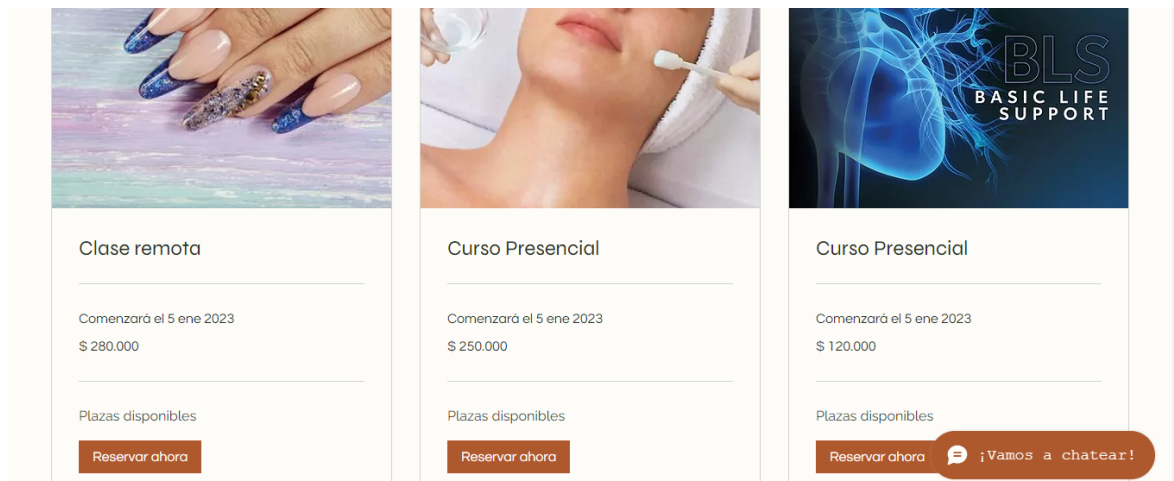 BLS
BASIC LIFE
SUPPORT
Clase remota
Comenzará el 5 ene 2023
$ 280.000
Plazas disponibles
Reservar ahora
Curso Presencial
Comenzará el 5 ene 2023
$ 250.000
Plazas disponibles
Reservar ahora
Curso Presencial
Comenzará el 5 ene 2023
$ 120.000
Plazas disponibles
Reservar ahora
¡Vamos a chatear!